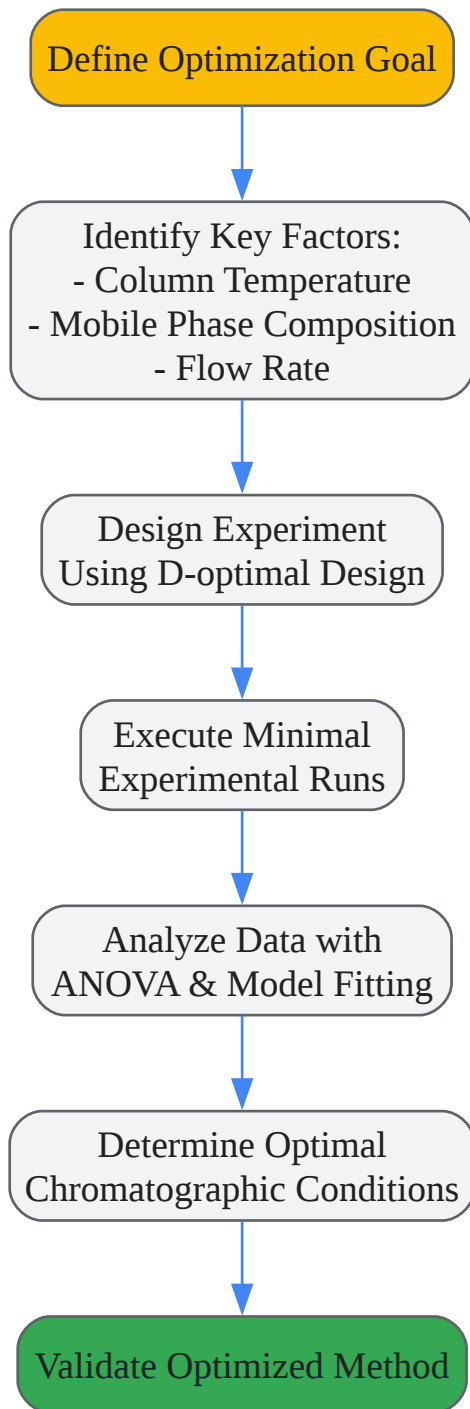 Define Optimization Goal
Identify Key Factors:
- Column Temperature
- Mobile Phase Composition
- Flow Rate
Design Experiment
Using D-optimal Design
Execute Minimal
Experimental Runs
Analyze Data with
ANOVA & Model Fitting
Determine Optimal
Chromatographic Conditions
Validate Optimized Method